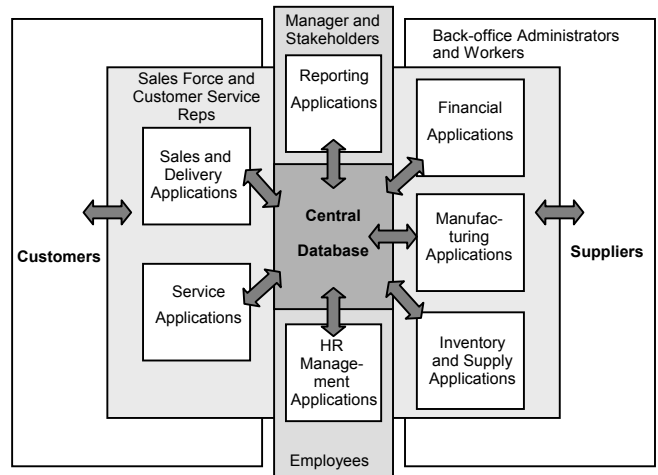 Manager and
Stakeholders
Back-office Administrators
and Workers
Sales Force and
Customer Service
Reps
Reporting
Applications
Financial
Applications
Sales and
Delivery
Applications
Central
Database
Manufac-
turing
Applications
Customers
Suppliers
Service
Applications
HR
Manage-
ment
Applications
Inventory
and Supply
Applications
Employees